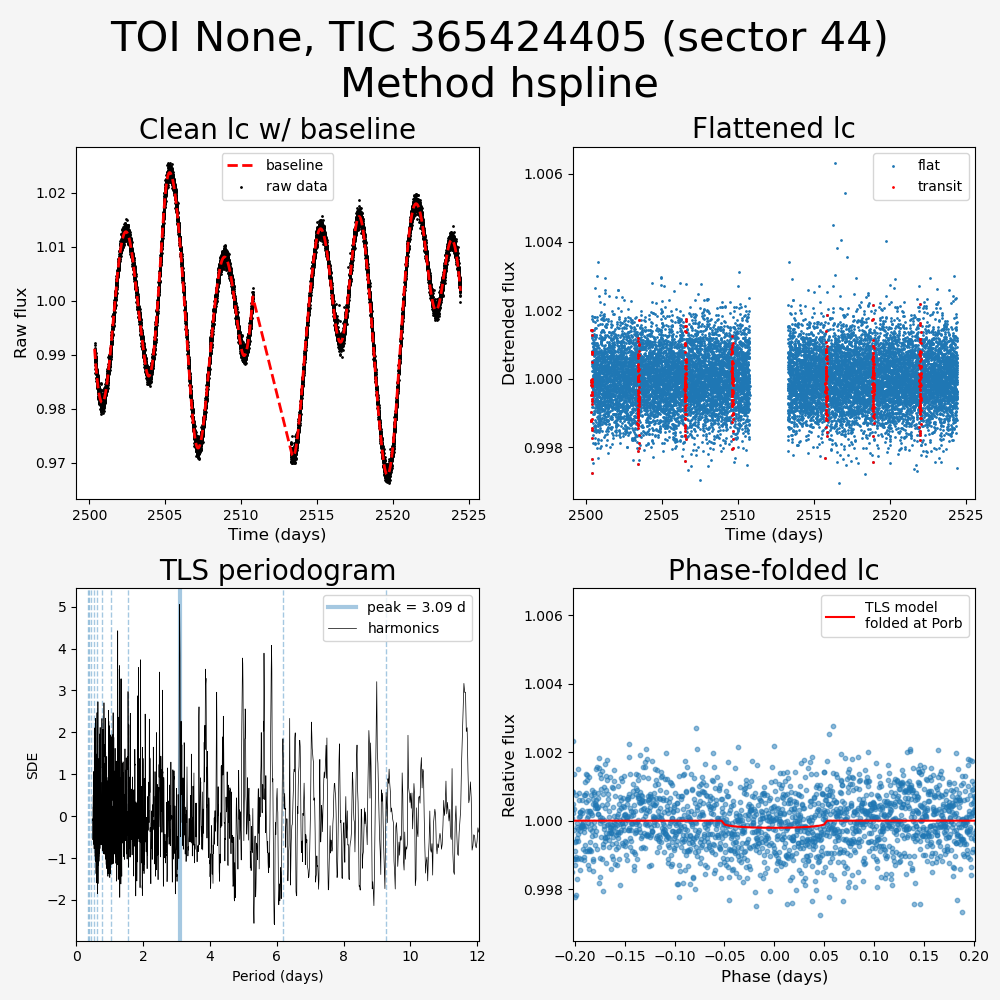 TOI None, TIC 365424405 (sector 44)
Method hspline
Clean lc w/ baseline
baseline
raw data
1.02
1.01
1.00
0.99
0.98
0.97
Raw flux
2500
2505
2510
2515
2520
2525
Time (days)
Flattened lc
flat
transit
1.006
1.004
1.002
1.000
0.998
Detrended flux
2500
2505
2510
2515
2520
2525
Time (days)
TLS periodogram
peak = 3.09 d
harmonics
5
4
3
2
1
0
−1
−2
SDE
0
2
4
6
8
10
12
Period (days)
Phase-folded lc
TLS model
folded at Porb
1.006
1.004
1.002
1.000
0.998
Relative flux
−0.20
−0.15
−0.10
−0.05
0.00
0.05
0.10
0.15
0.20
Phase (days)